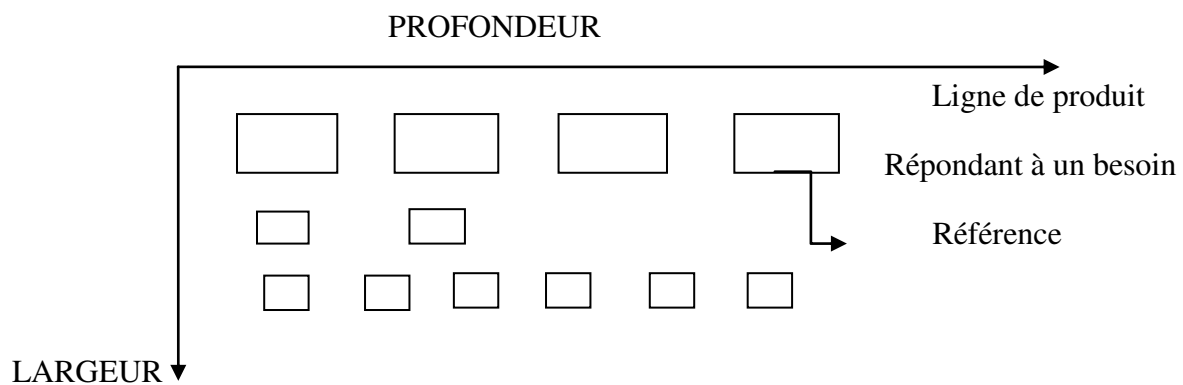 PROFONDEUR
Ligne de produit
Répondant à un besoin
Référence
LARGEUR